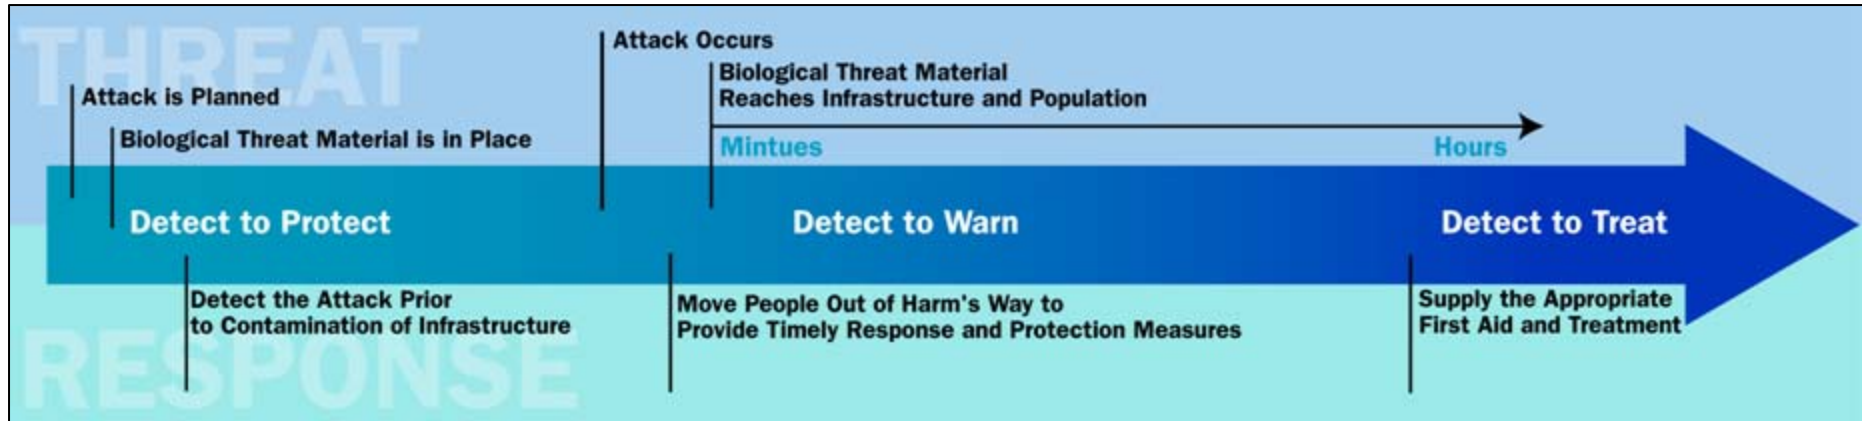 THREAT
Attack Occurs
Biological Threat Material
Reaches Infrastructure and Population
Attack is Planned
Biological Threat Material is in Place
Mintues
Hours
Detect to Protect
Detect to Warn
Detect to Treat
Detect the Attack Prior
to Contamination of Infrastructure
Move People Out of Harm's Way to
Provide Timely Response and Protection Measures
Supply the Appropriate
First Aid and Treatment
RESPONSE